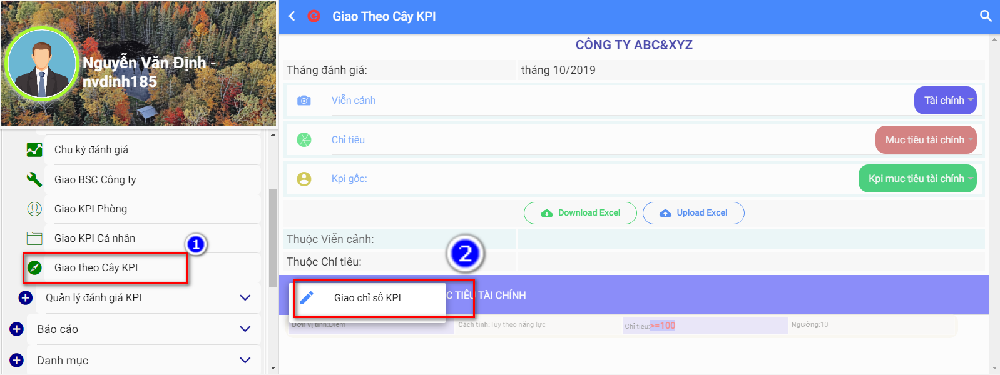 Nguyễn Văn Định -
nvdinh185
Chu kỳ đánh giá
Giao BSC Công ty
Giao KPI Phòng
Giao KPI Cá nhân
1
Giao theo Cây KPI
Quản lý đánh giá KPI
Báo cáo
Danh mục
Giao Theo Cây KPI
CÔNG TY ABC&XYZ
Tháng đánh giá: tháng 10/2019
Viễn cảnh Tài chính
Chỉ tiêu Mục tiêu tài chính
Kpi gốc: Kpi mục tiêu tài chính
Download Excel Upload Excel
Thuộc Viễn cảnh:
2
Thuộc Chỉ tiêu:
Giao chỉ số KPI C TIÊU TÀI CHÍNH
Đơn vị tính:Điểm Cách tính:Tùy theo năng lực Chỉ tiêu:>=100 Ngưỡng:10